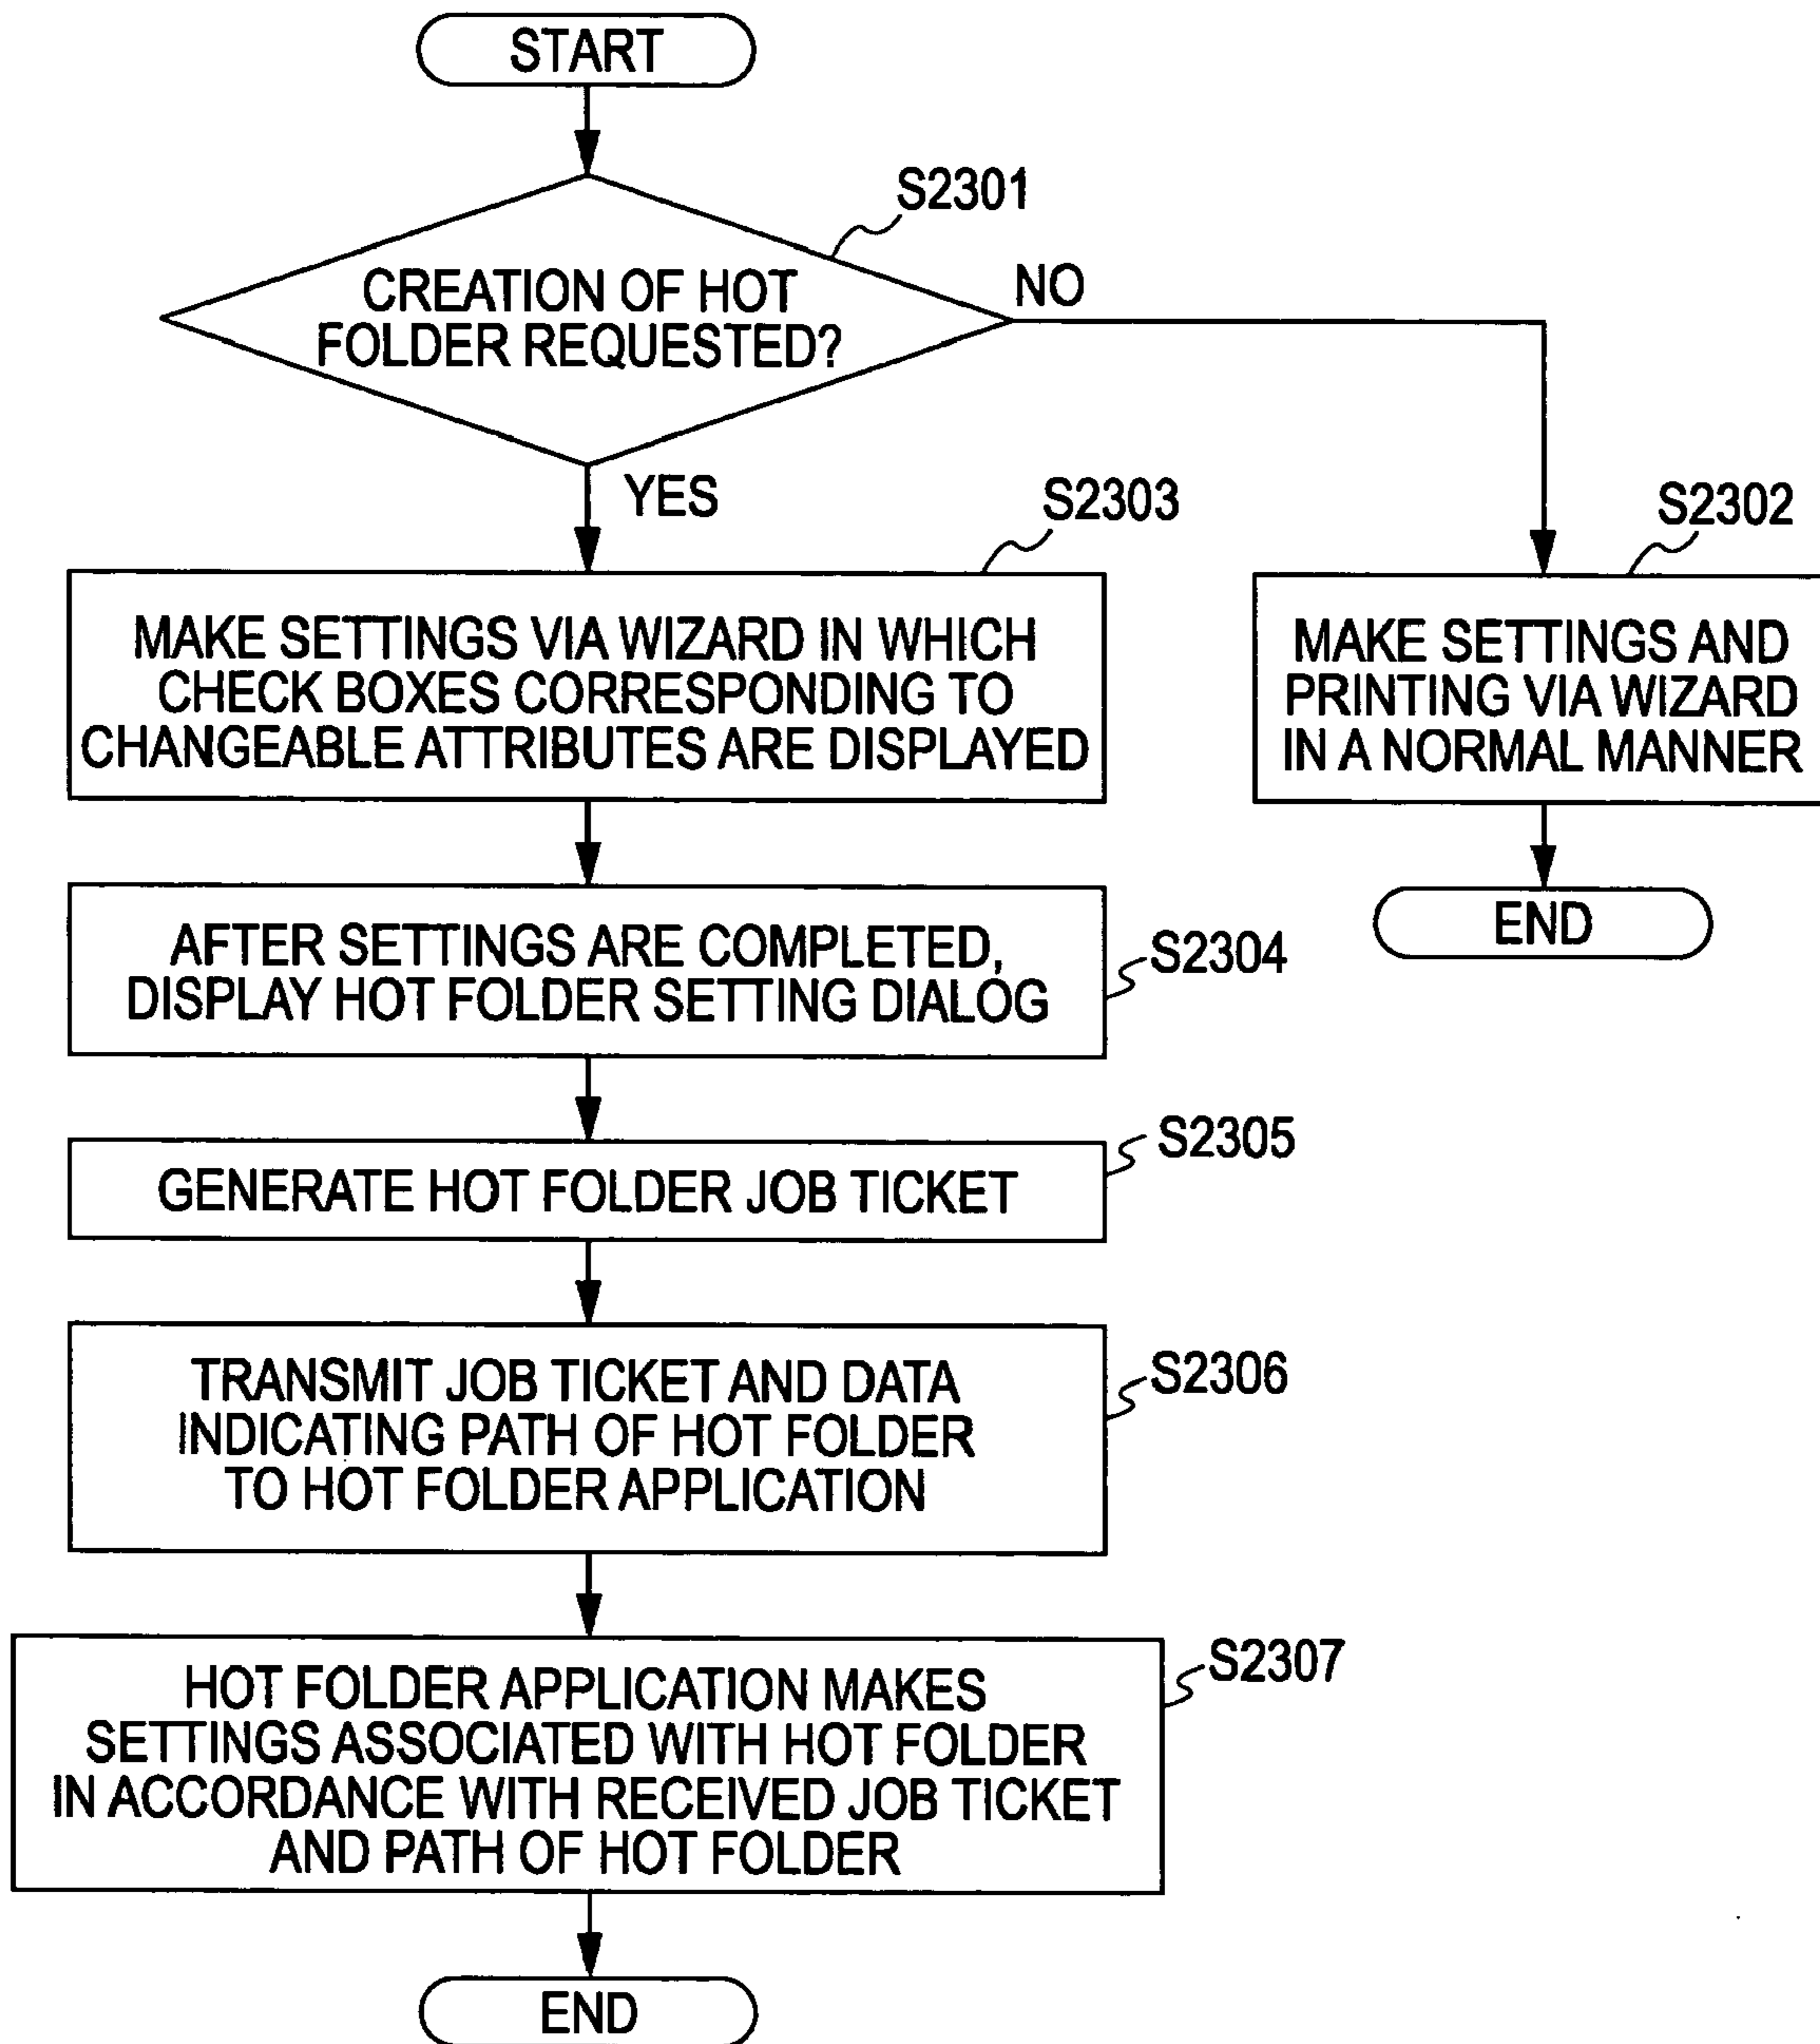 START
S2301
CREATION OF HOT
FOLDER REQUESTED?
NO
YES
S2303
S2302
MAKE SETTINGS VIA WIZARD IN WHICH
CHECK BOXES CORRESPONDING TO
CHANGEABLE ATTRIBUTES ARE DISPLAYED
MAKE SETTINGS AND
PRINTING VIA WIZARD
IN A NORMAL MANNER
AFTER SETTINGS ARE COMPLETED,
DISPLAY HOT FOLDER SETTING DIALOG
S2304
END
S2305
GENERATE HOT FOLDER JOB TICKET
TRANSMIT JOB TICKET AND DATA
INDICATING PATH OF HOT FOLDER
TO HOT FOLDER APPLICATION
S2306
HOT FOLDER APPLICATION MAKES
SETTINGS ASSOCIATED WITH HOT FOLDER
IN ACCORDANCE WITH RECEIVED JOB TICKET
AND PATH OF HOT FOLDER
S2307
END